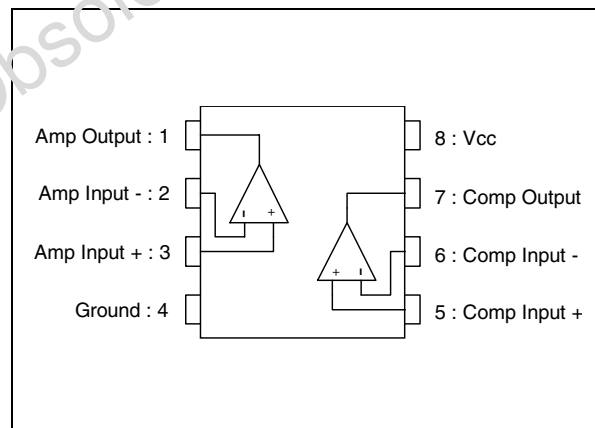 Obsole
Amp Output : 1
Amp Input - : 2
Amp Input + : 3
Ground : 4
8 : Vcc
7 : Comp Output
6 : Comp Input -
5 : Comp Input +
- +
+ -